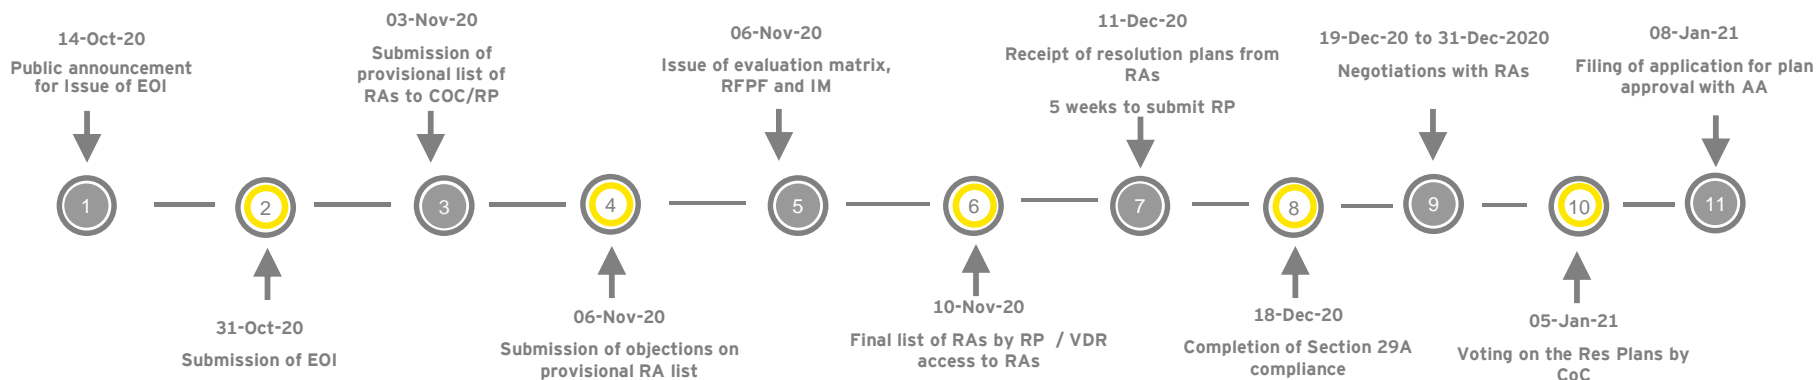 14-Oct-20
Public announcement
for Issue of EOI
1
2
31-Oct-20
Submission of EOI
03-Nov-20
Submission of
provisional list of
RAs to COC/RP
3
4
06-Nov-20
Submission of objections on
provisional RA list
06-Nov-20
Issue of evaluation matrix,
RFPF and IM
5
6
10-Nov-20
Final list of RAs by RP / VDR
access to RAs
11-Dec-20
Receipt of resolution plans from
RAs
5 weeks to submit RP
7
8
18-Dec-20
Completion of Section 29A
compliance
19-Dec-20 to 31-Dec-2020
Negotiations with RAs
9
10
05-Jan-21
Voting on the Res Plans by
CoC
08-Jan-21
Filing of application for plan
approval with AA
11